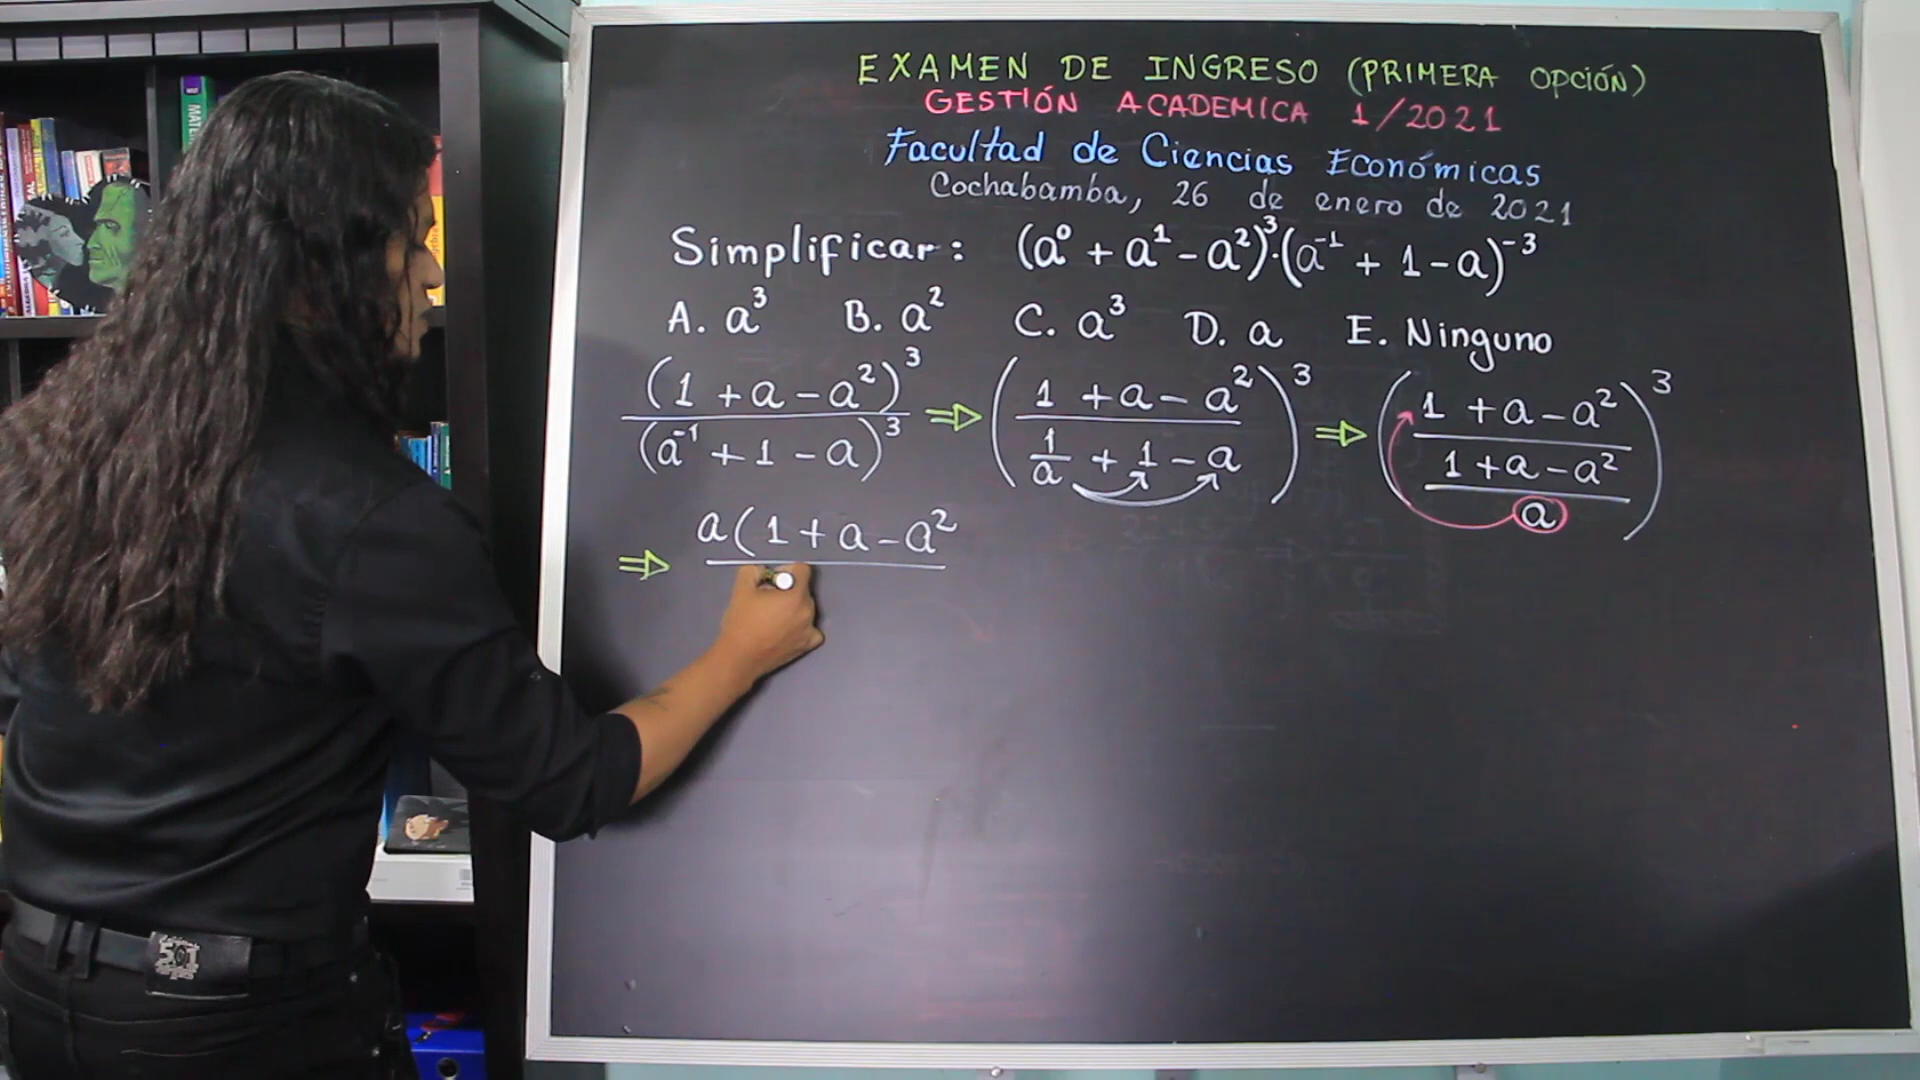 EXAMEN DE INGRESO (PRIMERA OPCIÓN)
GESTIÓN ACADEMICA 1/2021
Facultad de Ciencias Económicas
Cochabamba, 26 de enero de 2021
Simplificar: (a⁰ + a¹ - a²)³·(a⁻¹ + 1 - a)⁻³
A. a³ B. a² C. a³ D. a E. Ninguno
(1 + a - a²)³ / (a⁻¹ + 1 - a)³ ⇒ ((1 + a - a²) / (1/a + 1 - a))³ ⇒ ((1 + a - a²) / ((1 + a - a²) / a))³
⇒ a(1 + a - a²
MATE